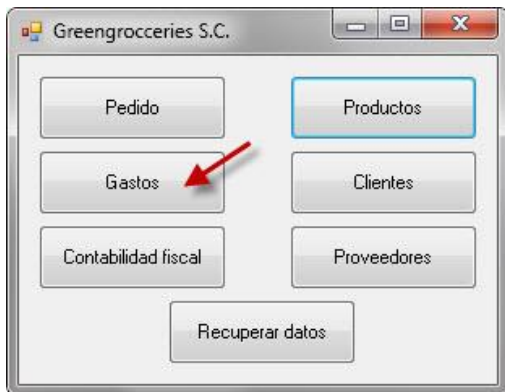 Greengrocceries S.C.
Pedido
Productos
Gastos
Clientes
Contabilidad fiscal
Proveedores
Recuperar datos